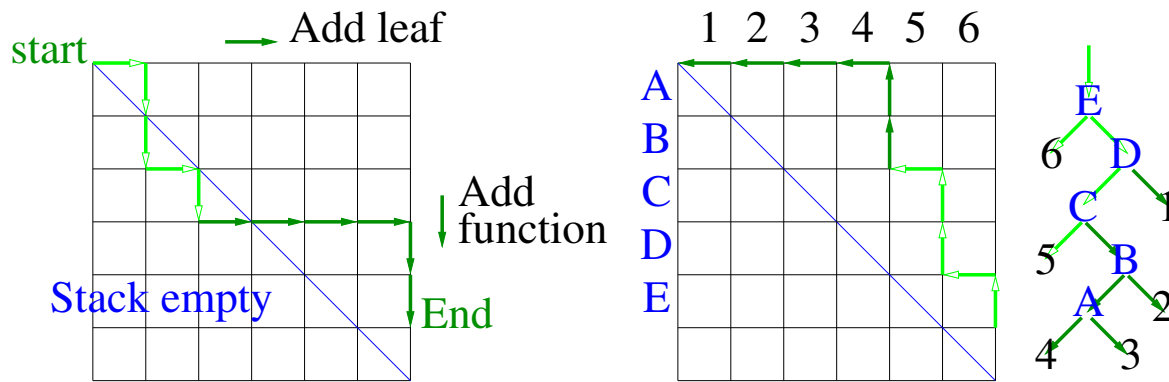 start
Add leaf
Add
function
Stack empty
End
1 2 3 4 5 6
A
B
C
D
E
E
6 D
C 1
5 B
A 2
4 3